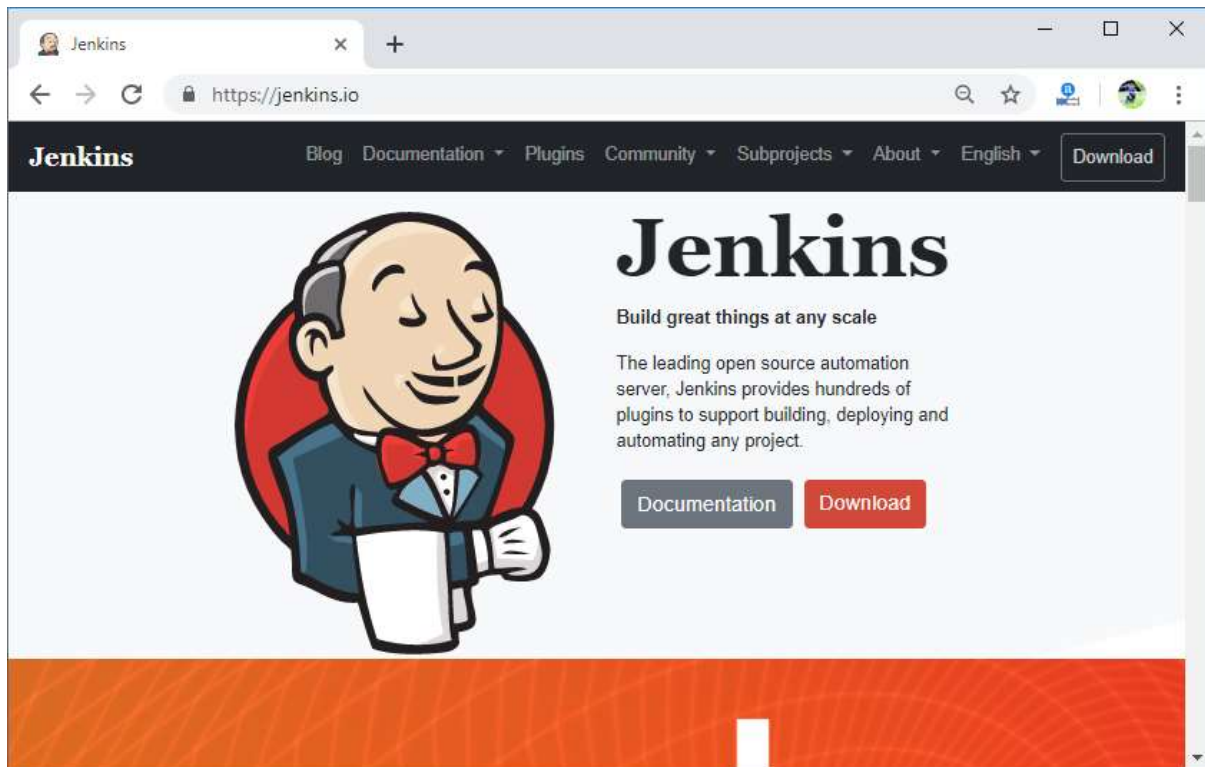 Jenkins
https://jenkins.io
Jenkins Blog Documentation Plugins Community Subprojects About English Download
Jenkins
Build great things at any scale
The leading open source automation
server, Jenkins provides hundreds of
plugins to support building, deploying and
automating any project.
Documentation Download